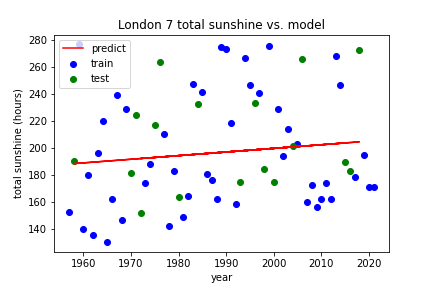 London 7 total sunshine vs. model
predict
train
test
total sunshine (hours)
280
260
240
220
200
180
160
140
1960 1970 1980 1990 2000 2010 2020
year